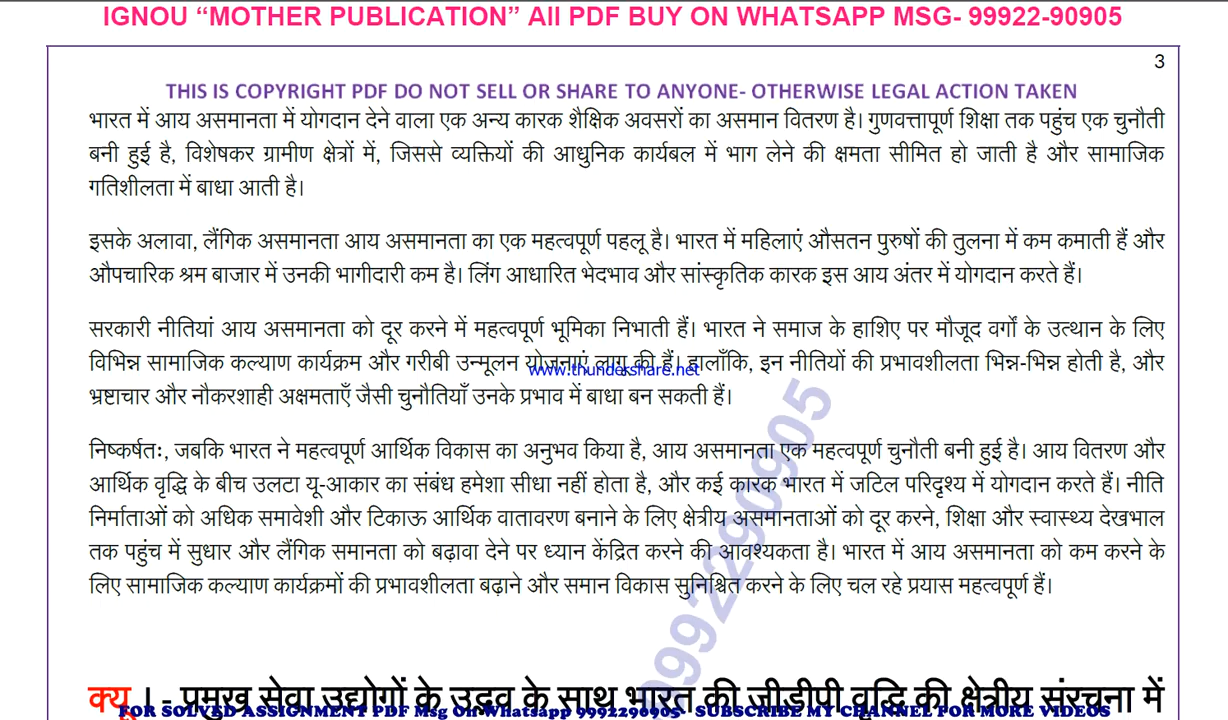 IGNOU “MOTHER PUBLICATION” All PDF BUY ON WHATSAPP MSG- 99922-90905
3
THIS IS COPYRIGHT PDF DO NOT SELL OR SHARE TO ANYONE- OTHERWISE LEGAL ACTION TAKEN
भारत में आय असमानता में योगदान देने वाला एक अन्य कारक शैक्षिक अवसरों का असमान वितरण है। गुणवत्तापूर्ण शिक्षा तक पहुंच एक चुनौती
बनी हुई है, विशेषकर ग्रामीण क्षेत्रों में, जिससे व्यक्तियों की आधुनिक कार्यबल में भाग लेने की क्षमता सीमित हो जाती है और सामाजिक
गतिशीलता में बाधा आती है।
इसके अलावा, लैंगिक असमानता आय असमानता का एक महत्वपूर्ण पहलू है। भारत में महिलाएं औसतन पुरुषों की तुलना में कम कमाती हैं और
औपचारिक श्रम बाजार में उनकी भागीदारी कम है। लिंग आधारित भेदभाव और सांस्कृतिक कारक इस आय अंतर में योगदान करते हैं।
सरकारी नीतियां आय असमानता को दूर करने में महत्वपूर्ण भूमिका निभाती हैं। भारत ने समाज के हाशिए पर मौजूद वर्गों के उत्थान के लिए
विभिन्न सामाजिक कल्याण कार्यक्रम और गरीबी उन्मूलन योजनाएं लागू की हैं। हालाँकि, इन नीतियों की प्रभावशीलता भिन्न-भिन्न होती है, और
www.thundershare.net
भ्रष्टाचार और नौकरशाही अक्षमताएँ जैसी चुनौतियाँ उनके प्रभाव में बाधा बन सकती हैं।
निष्कर्षतः, जबकि भारत ने महत्वपूर्ण आर्थिक विकास का अनुभव किया है, आय असमानता एक महत्वपूर्ण चुनौती बनी हुई है। आय वितरण और
आर्थिक वृद्धि के बीच उलटा यू-आकार का संबंध हमेशा सीधा नहीं होता है, और कई कारक भारत में जटिल परिदृश्य में योगदान करते हैं। नीति
निर्माताओं को अधिक समावेशी और टिकाऊ आर्थिक वातावरण बनाने के लिए क्षेत्रीय असमानताओं को दूर करने, शिक्षा और स्वास्थ्य देखभाल
तक पहुंच में सुधार और लैंगिक समानता को बढ़ावा देने पर ध्यान केंद्रित करने की आवश्यकता है। भारत में आय असमानता को कम करने के
लिए सामाजिक कल्याण कार्यक्रमों की प्रभावशीलता बढ़ाने और समान विकास सुनिश्चित करने के लिए चल रहे प्रयास महत्वपूर्ण हैं।
9992290905
क्यू । - प्रमुख सेवा उद्योगों के उद्भव के साथ भारत की जीडीपी वृद्धि की क्षेत्रीय संरचना में
FOR SOLVED ASSIGNMENT PDF Msg On Whatsapp 9992290905- SUBSCRIBE MY CHANNEL FOR MORE VIDEOS